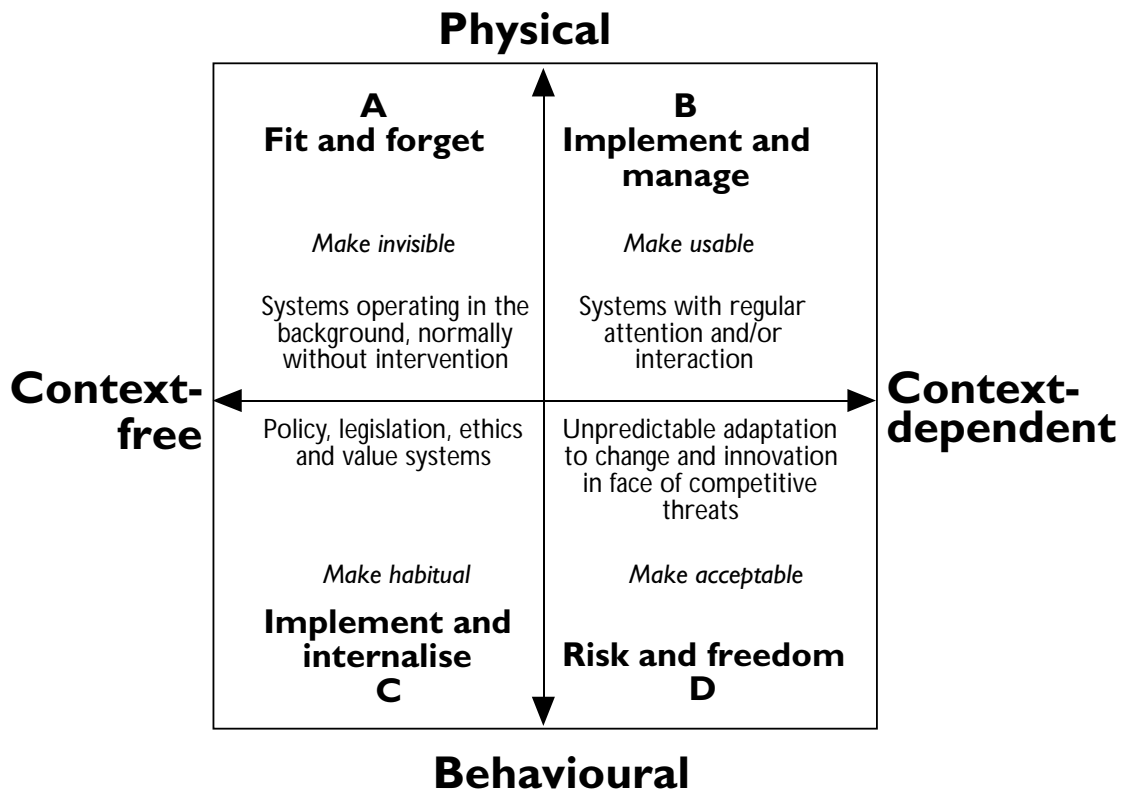 Physical
A
Fit and forget
Make invisible
Systems operating in the
background, normally
without intervention
B
Implement and
manage
Make usable
Systems with regular
attention and/or
interaction
Context-
free
Context-
dependent
Policy, legislation, ethics
and value systems
Make habitual
Implement and
internalise
C
Unpredictable adaptation
to change and innovation
in face of competitive
threats
Make acceptable
Risk and freedom
D
Behavioural